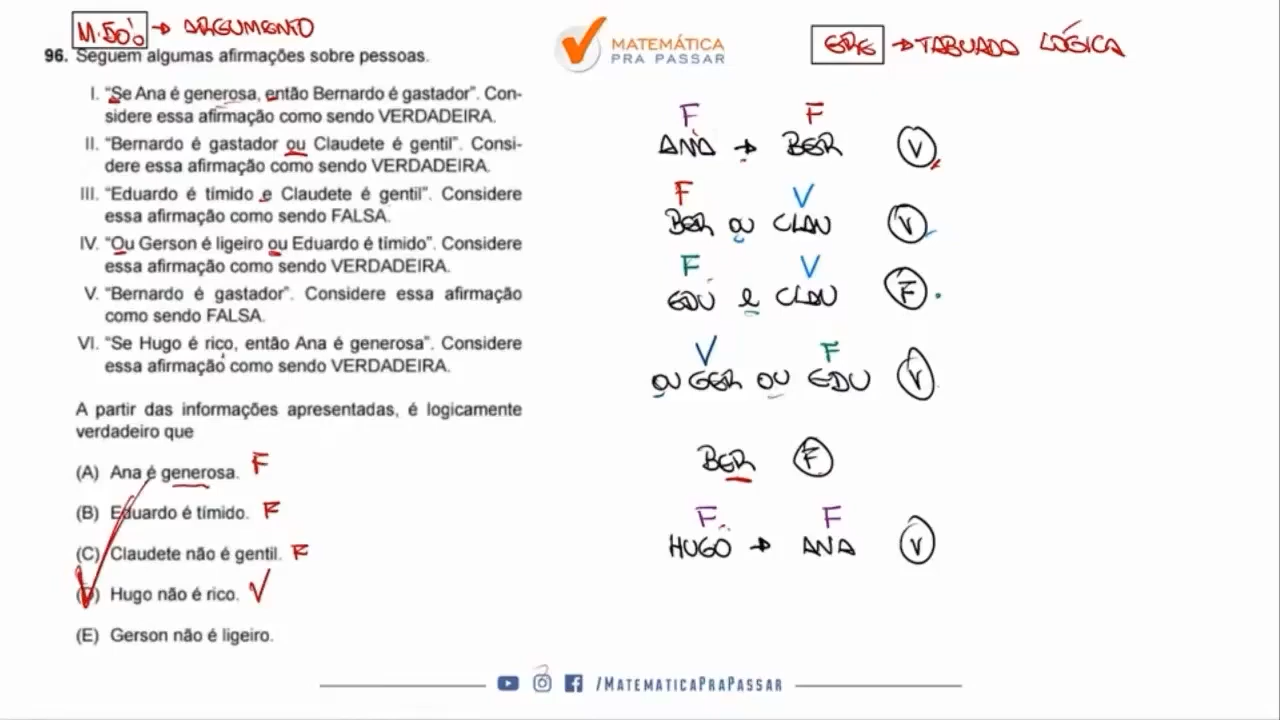 M.50% → ARGUMENTO
MATEMÁTICA
PRA PASSAR
→ TABUADA LÓGICA
96. Seguem algumas afirmações sobre pessoas.
I. "Se Ana é generosa, então Bernardo é gastador". Con-
sidere essa afirmação como sendo VERDADEIRA.
II. "Bernardo é gastador ou Claudete é gentil". Consi-
dere essa afirmação como sendo VERDADEIRA.
III. "Eduardo é tímido e Claudete é gentil". Considere
essa afirmação como sendo FALSA.
IV. "Ou Gerson é ligeiro ou Eduardo é tímido". Considere
essa afirmação como sendo VERDADEIRA.
V. "Bernardo é gastador". Considere essa afirmação
como sendo FALSA.
VI. "Se Hugo é rico, então Ana é generosa". Considere
essa afirmação como sendo VERDADEIRA.
A partir das informações apresentadas, é logicamente
verdadeiro que
(A) Ana é generosa. F
(B) Eduardo é tímido. F
(C) Claudete não é gentil. F
(D) Hugo não é rico. V
(E) Gerson não é ligeiro.
F F
ANA → BER V
F V
BER ou CLAU V
F V
EDU e CLAU F
V F
OU GER OU EDU V
BER F
F F
HUGO → ANA V
/MATEMATICAPRAPASSAR